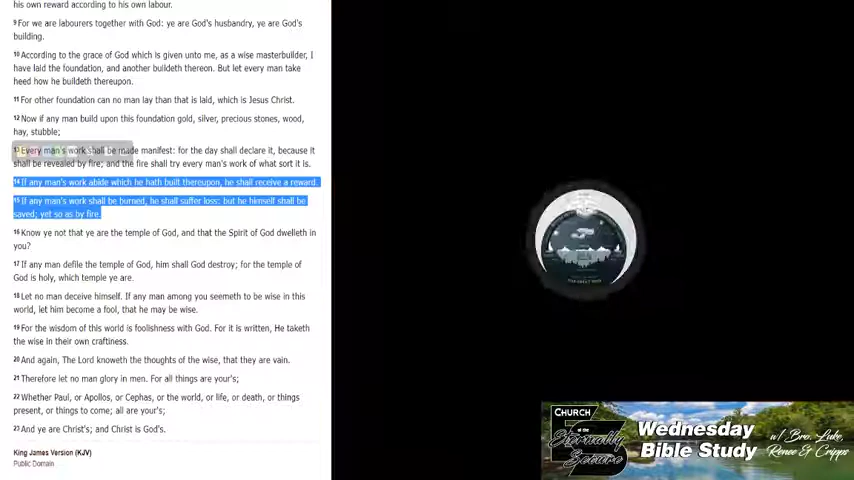 his own reward according to his own labour.
9 For we are labourers together with God: ye are God's husbandry, ye are God's
building.
10 According to the grace of God which is given unto me, as a wise masterbuilder, I
have laid the foundation, and another buildeth thereon. But let every man take
heed how he buildeth thereupon.
11 For other foundation can no man lay than that is laid, which is Jesus Christ.
12 Now if any man build upon this foundation gold, silver, precious stones, wood,
hay, stubble;
13 Every man's work shall be made manifest: for the day shall declare it, because it
shall be revealed by fire; and the fire shall try every man's work of what sort it is.
14 If any man's work abide which he hath built thereupon, he shall receive a reward.
15 If any man's work shall be burned, he shall suffer loss: but he himself shall be
saved; yet so as by fire.
16 Know ye not that ye are the temple of God, and that the Spirit of God dwelleth in
you?
17 If any man defile the temple of God, him shall God destroy; for the temple of
God is holy, which temple ye are.
18 Let no man deceive himself. If any man among you seemeth to be wise in this
world, let him become a fool, that he may be wise.
19 For the wisdom of this world is foolishness with God. For it is written, He taketh
the wise in their own craftiness.
20 And again, The Lord knoweth the thoughts of the wise, that they are vain.
21 Therefore let no man glory in men. For all things are your's;
22 Whether Paul, or Apollos, or Cephas, or the world, or life, or death, or things
present, or things to come; all are your's;
23 And ye are Christ's; and Christ is God's.
King James Version (KJV)
Public Domain
CHURCH
of the
Eternally
Secure
Wednesday
Bible Study
w/ Bro. Luke,
Renee & Cripps